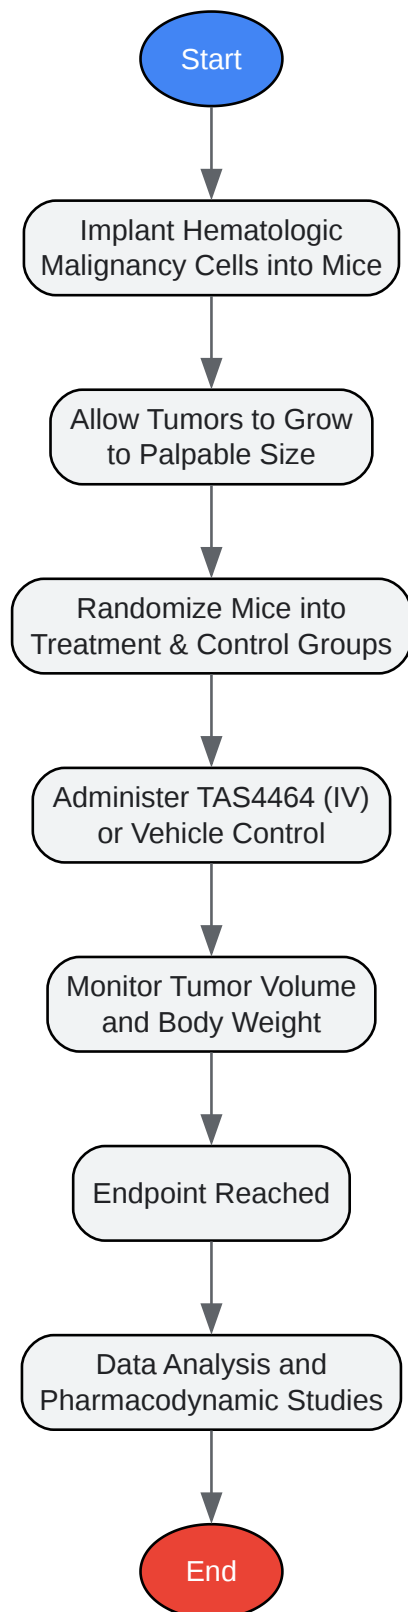 Start
Implant Hematologic
Malignancy Cells into Mice
Allow Tumors to Grow
to Palpable Size
Randomize Mice into
Treatment & Control Groups
Administer TAS4464 (IV)
or Vehicle Control
Monitor Tumor Volume
and Body Weight
Endpoint Reached
Data Analysis and
Pharmacodynamic Studies
End